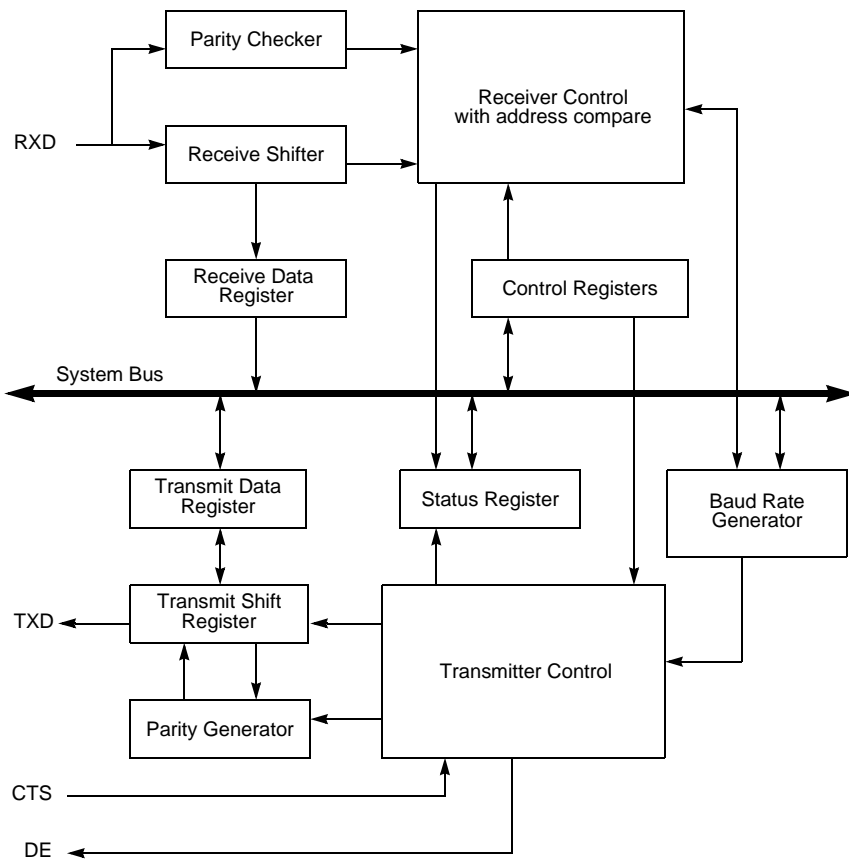 Parity Checker
Receiver Control
with address compare
RXD
Receive Shifter
Receive Data
Register
Control Registers
System Bus
Transmit Data
Register
Status Register
Baud Rate
Generator
TXD
Transmit Shift
Register
Transmitter Control
Parity Generator
CTS
DE